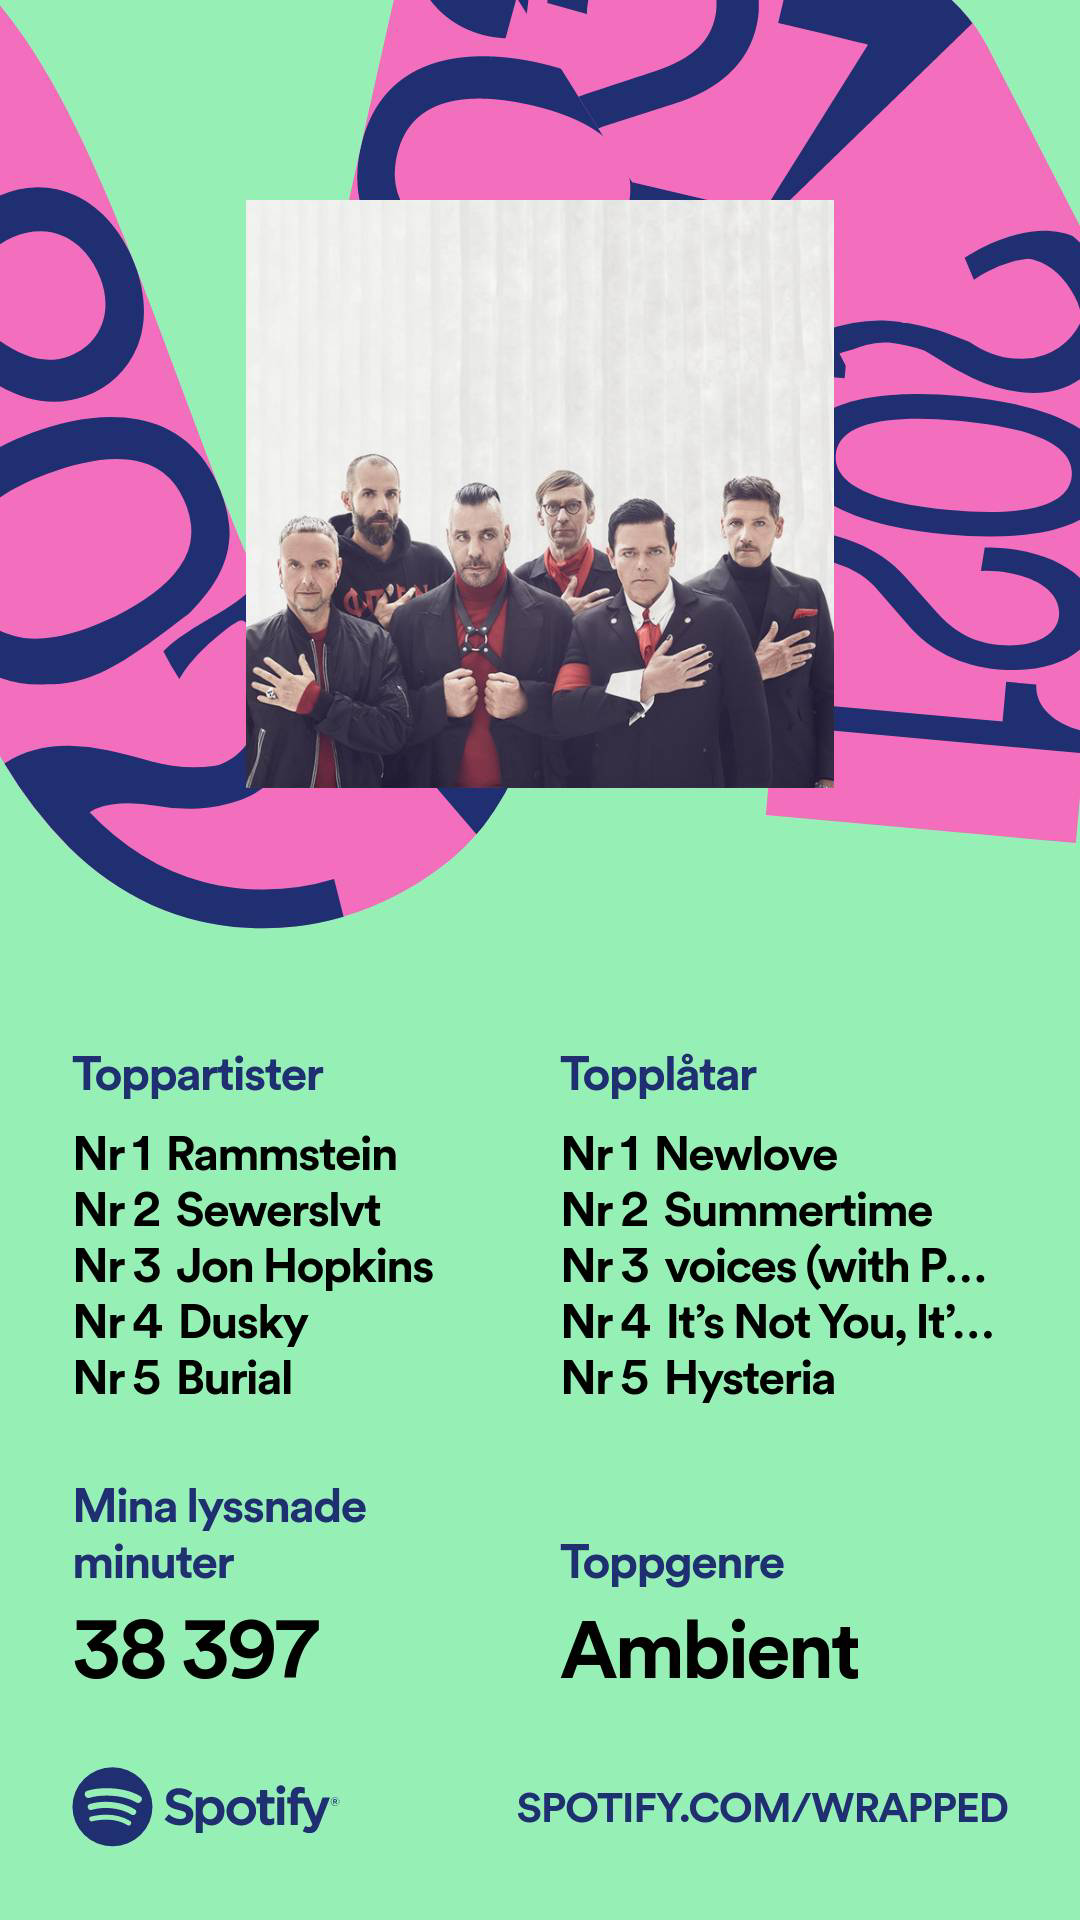 2021
Toppartister
Nr 1 Rammstein
Nr 2 Sewerslvt
Nr 3 Jon Hopkins
Nr 4 Dusky
Nr 5 Burial
Topplåtar
Nr 1 Newlove
Nr 2 Summertime
Nr 3 voices (with P...
Nr 4 It’s Not You, It’...
Nr 5 Hysteria
Mina lyssnade
minuter
38 397
Toppgenre
Ambient
Spotify®
SPOTIFY.COM/WRAPPED